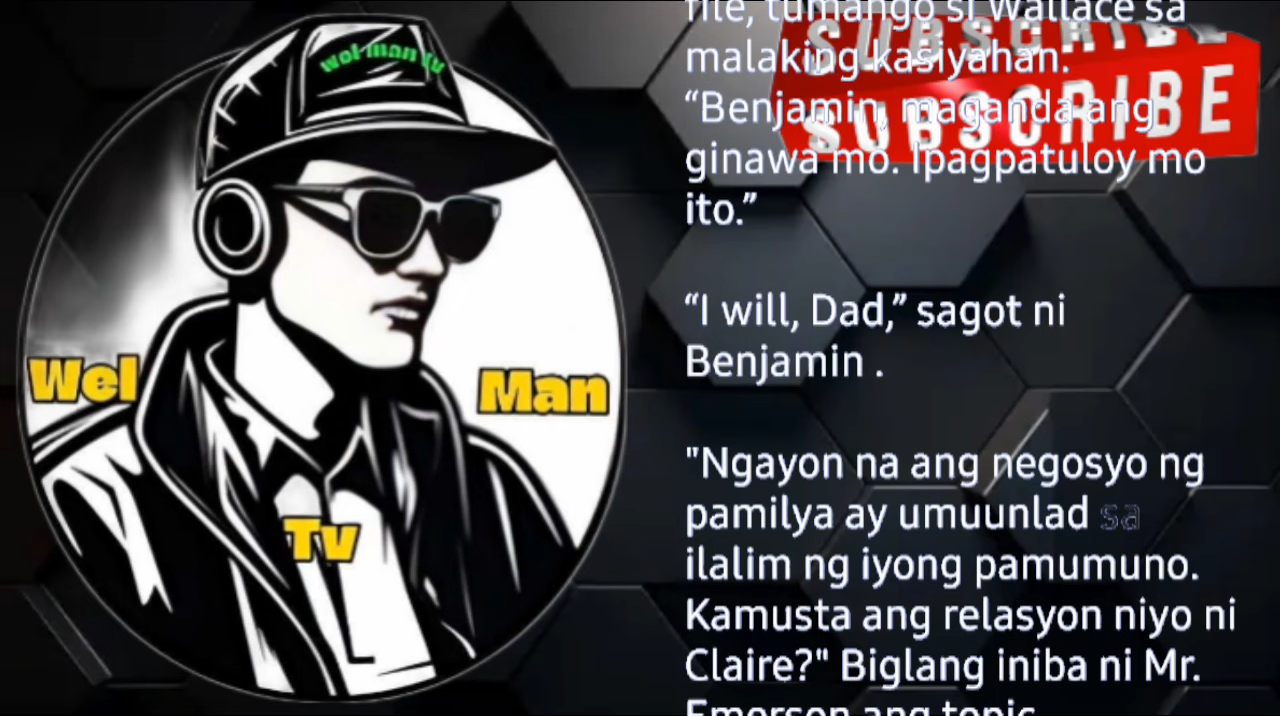 wel man tv
Wel
Man
Tv
SUBSCRIBE
SUBSCRIBE
file, tumango si Wallace sa
malaking kasiyahan.
“Benjamin, maganda ang
ginawa mo. Ipagpatuloy mo
ito.”
“I will, Dad,” sagot ni
Benjamin .
"Ngayon na ang negosyo ng
pamilya ay umuunlad sa
ilalim ng iyong pamumuno.
Kamusta ang relasyon niyo ni
Claire?" Biglang iniba ni Mr.
Emerson ang topic